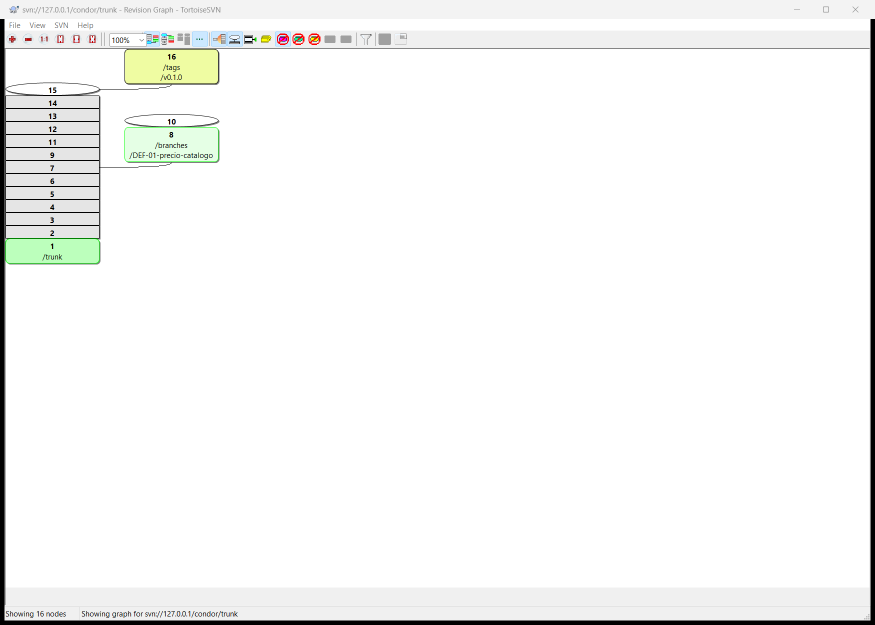 svn://127.0.0.1/condor/trunk - Revision Graph - TortoiseSVN
File View SVN Help
1:1
100%
16
/tags
/v0.1.0
15
14
13
12
11
9
7
6
5
4
3
2
1
/trunk
10
8
/branches
/DEF-01-precio-catalogo
Showing 16 nodes
Showing graph for svn://127.0.0.1/condor/trunk